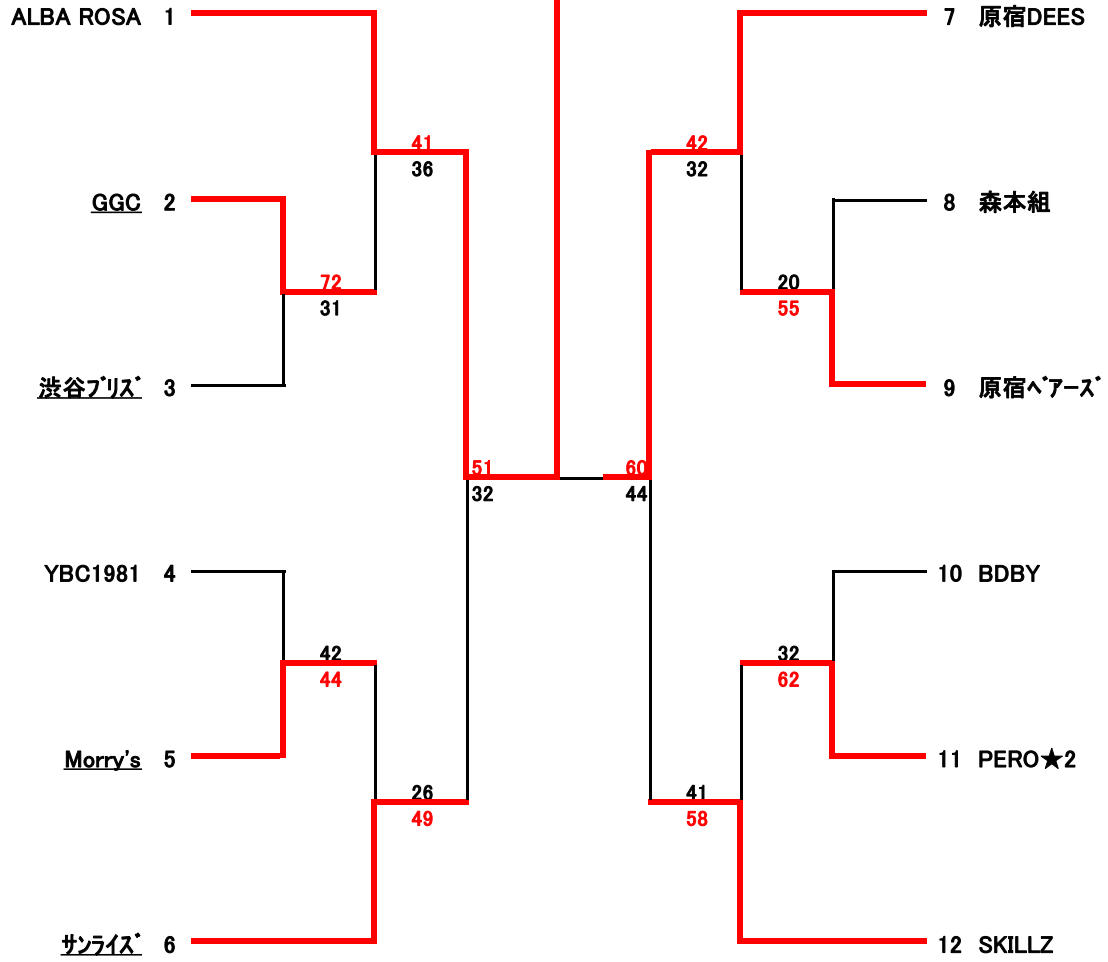 ALBA ROSA 1
7 原宿DEES
41
36
42
32
GGC 2
8 森本組
72
31
20
55
渋谷ﾌﾞﾘｽﾞ 3
9 原宿ﾍﾞｱｰｽﾞ
51
32
60
44
YBC1981 4
10 BDBY
42
44
32
62
Morry's 5
11 PERO★2
26
49
41
58
ｻﾝﾗｲｽﾞ 6
12 SKILLZ